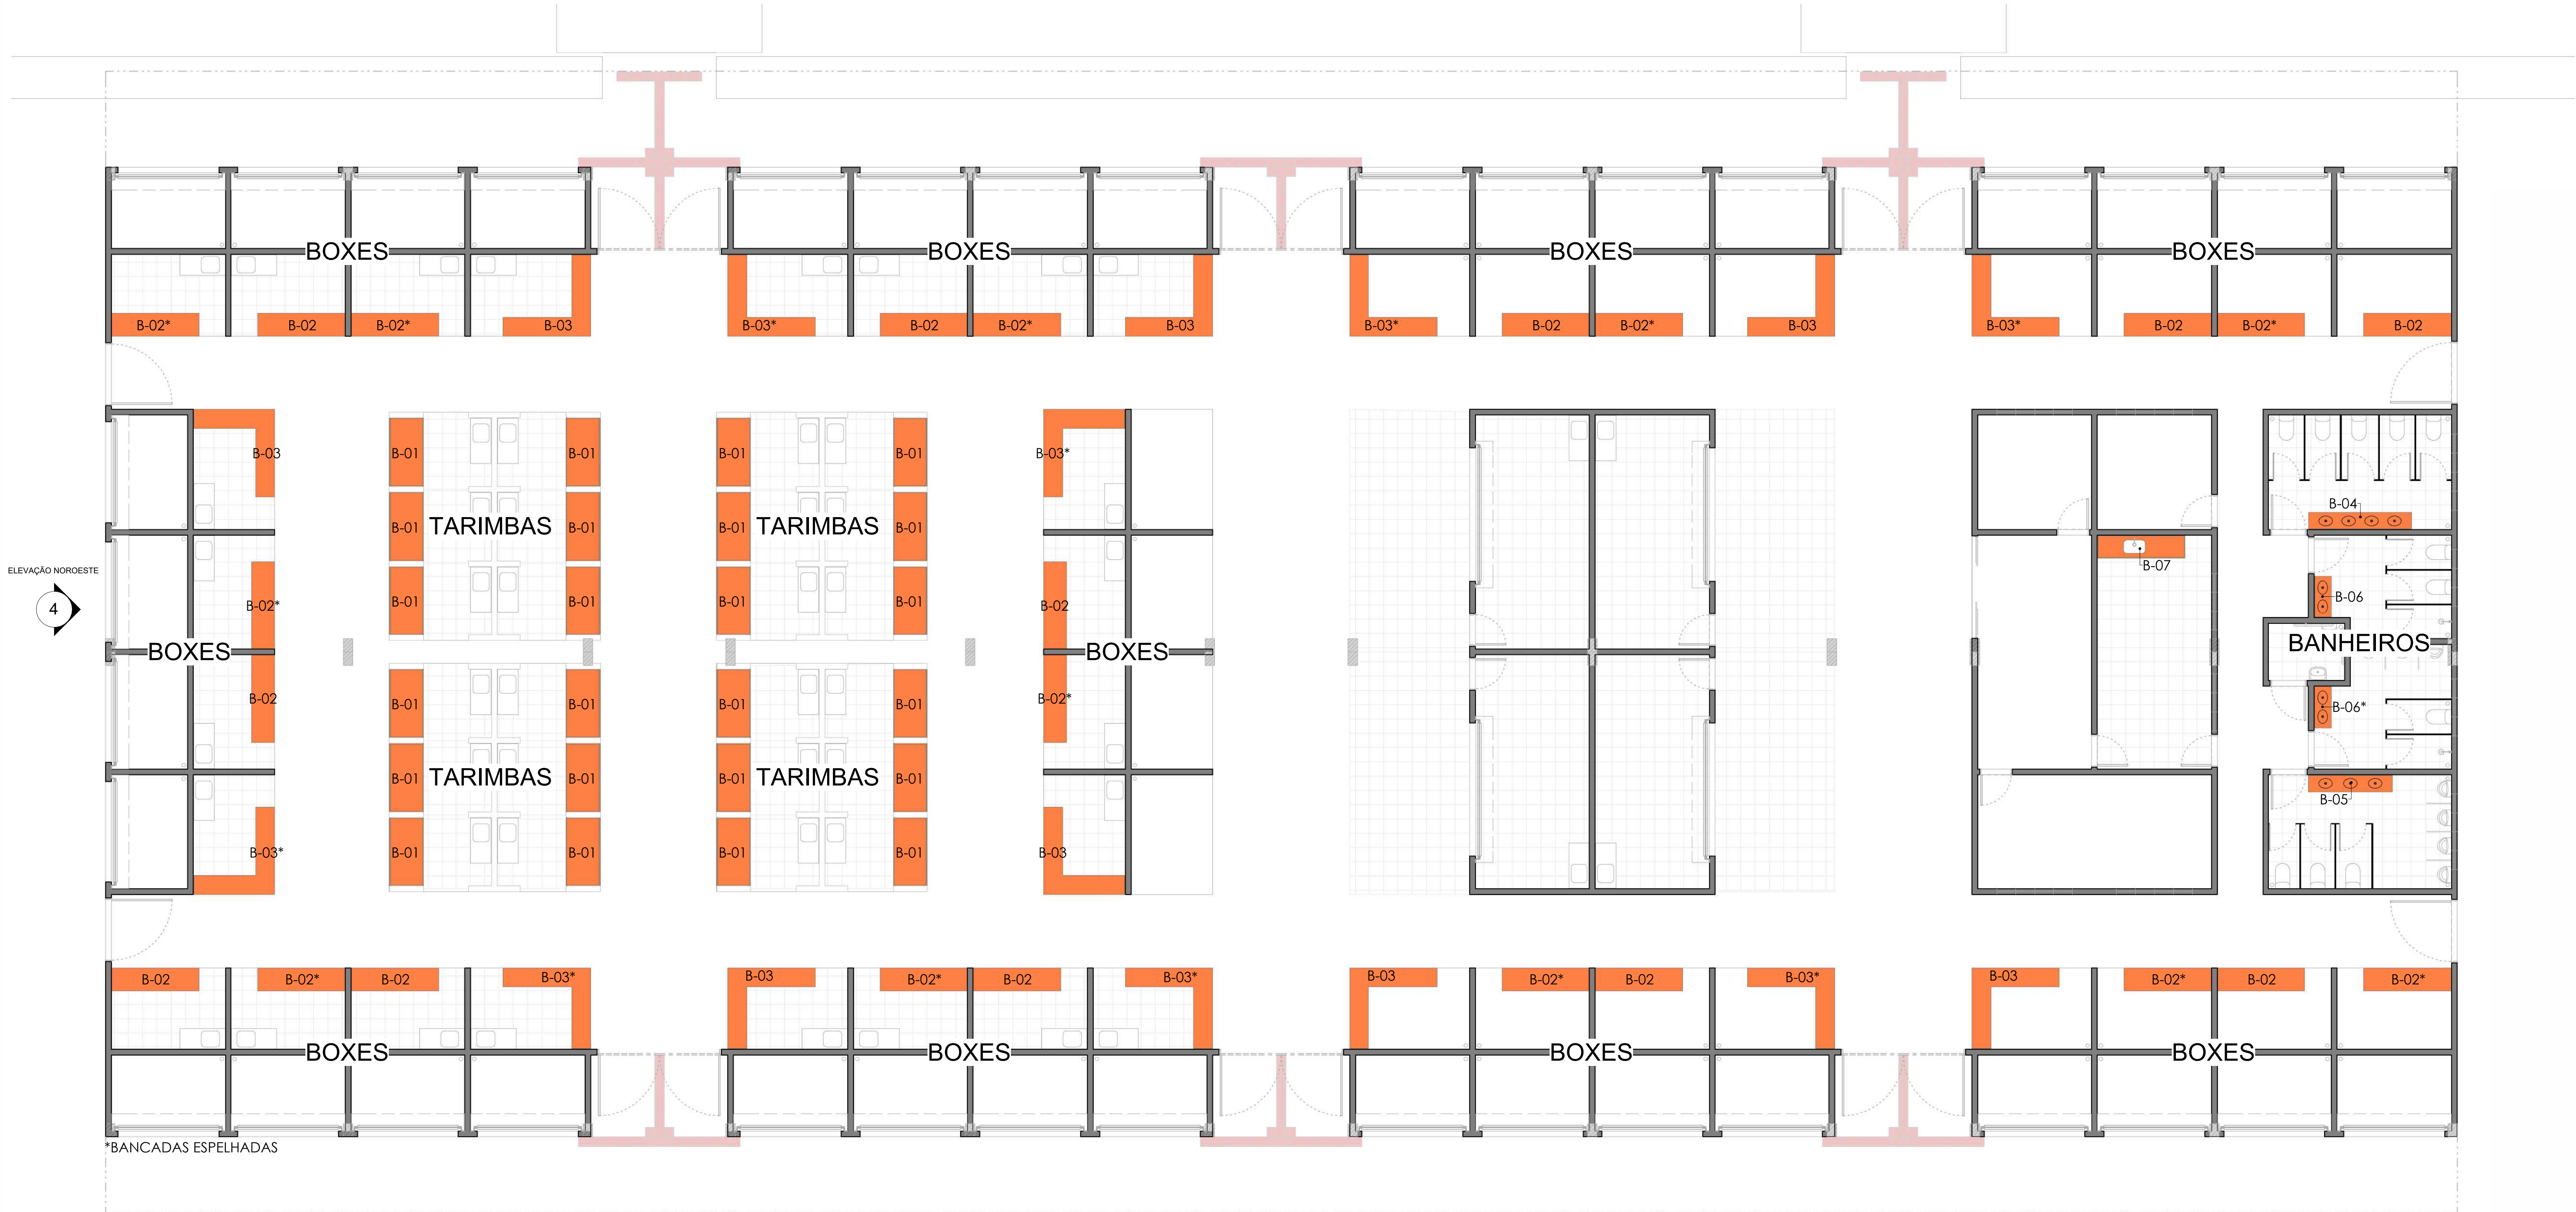 BOXES BOXES BOXES BOXES
B-02* B-02 B-02* B-03 B-03* B-02 B-02* B-03 B-03* B-02 B-02* B-03 B-03* B-02 B-02* B-02
B-03 B-01 B-01 B-01 B-01 B-03*
B-04
B-01 TARIMBAS B-01 B-01 TARIMBAS B-01
B-07
ELEVAÇÃO NOROESTE
4
B-02* B-01 B-01 B-01 B-01 B-02 B-06
BOXES BOXES BANHEIROS
B-02 B-01 B-01 B-01 B-01 B-02* B-06*
B-01 TARIMBAS B-01 B-01 TARIMBAS B-01
B-05
B-03* B-01 B-01 B-01 B-01 B-03
B-02 B-02* B-02 B-03* B-03 B-02* B-02 B-03* B-03 B-02* B-02 B-03* B-03 B-02* B-02 B-02*
BOXES BOXES BOXES BOXES
*BANCADAS ESPELHADAS